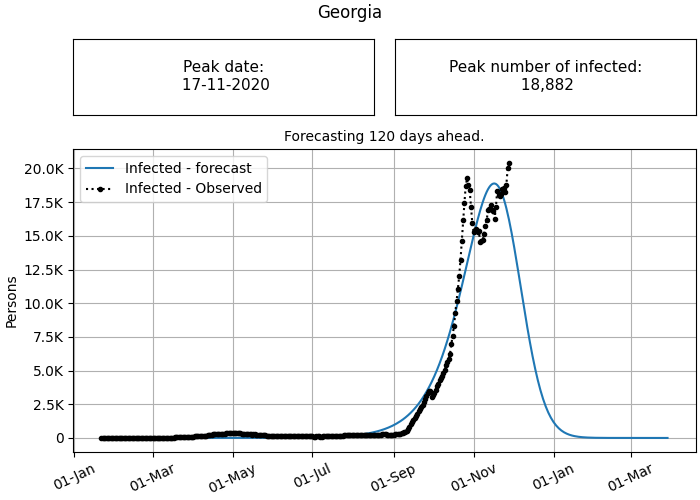 Georgia
Peak date:
17-11-2020
Peak number of infected:
18,882
Forecasting 120 days ahead.
Infected - forecast
Infected - Observed
20.0K
17.5K
15.0K
12.5K
10.0K
7.5K
5.0K
2.5K
0
Persons
01-Jan
01-Mar
01-May
01-Jul
01-Sep
01-Nov
01-Jan
01-Mar